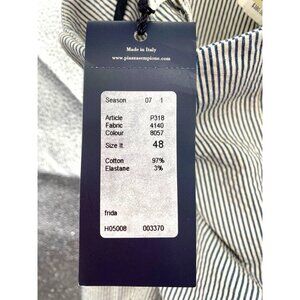 Made in Italy
www.piazzasempione.com
Season 07 1
Article P318
Fabric 4140
Colour 8057
Size It 48
Cotton 97%
Elastane 3%
frida
H05008 003370